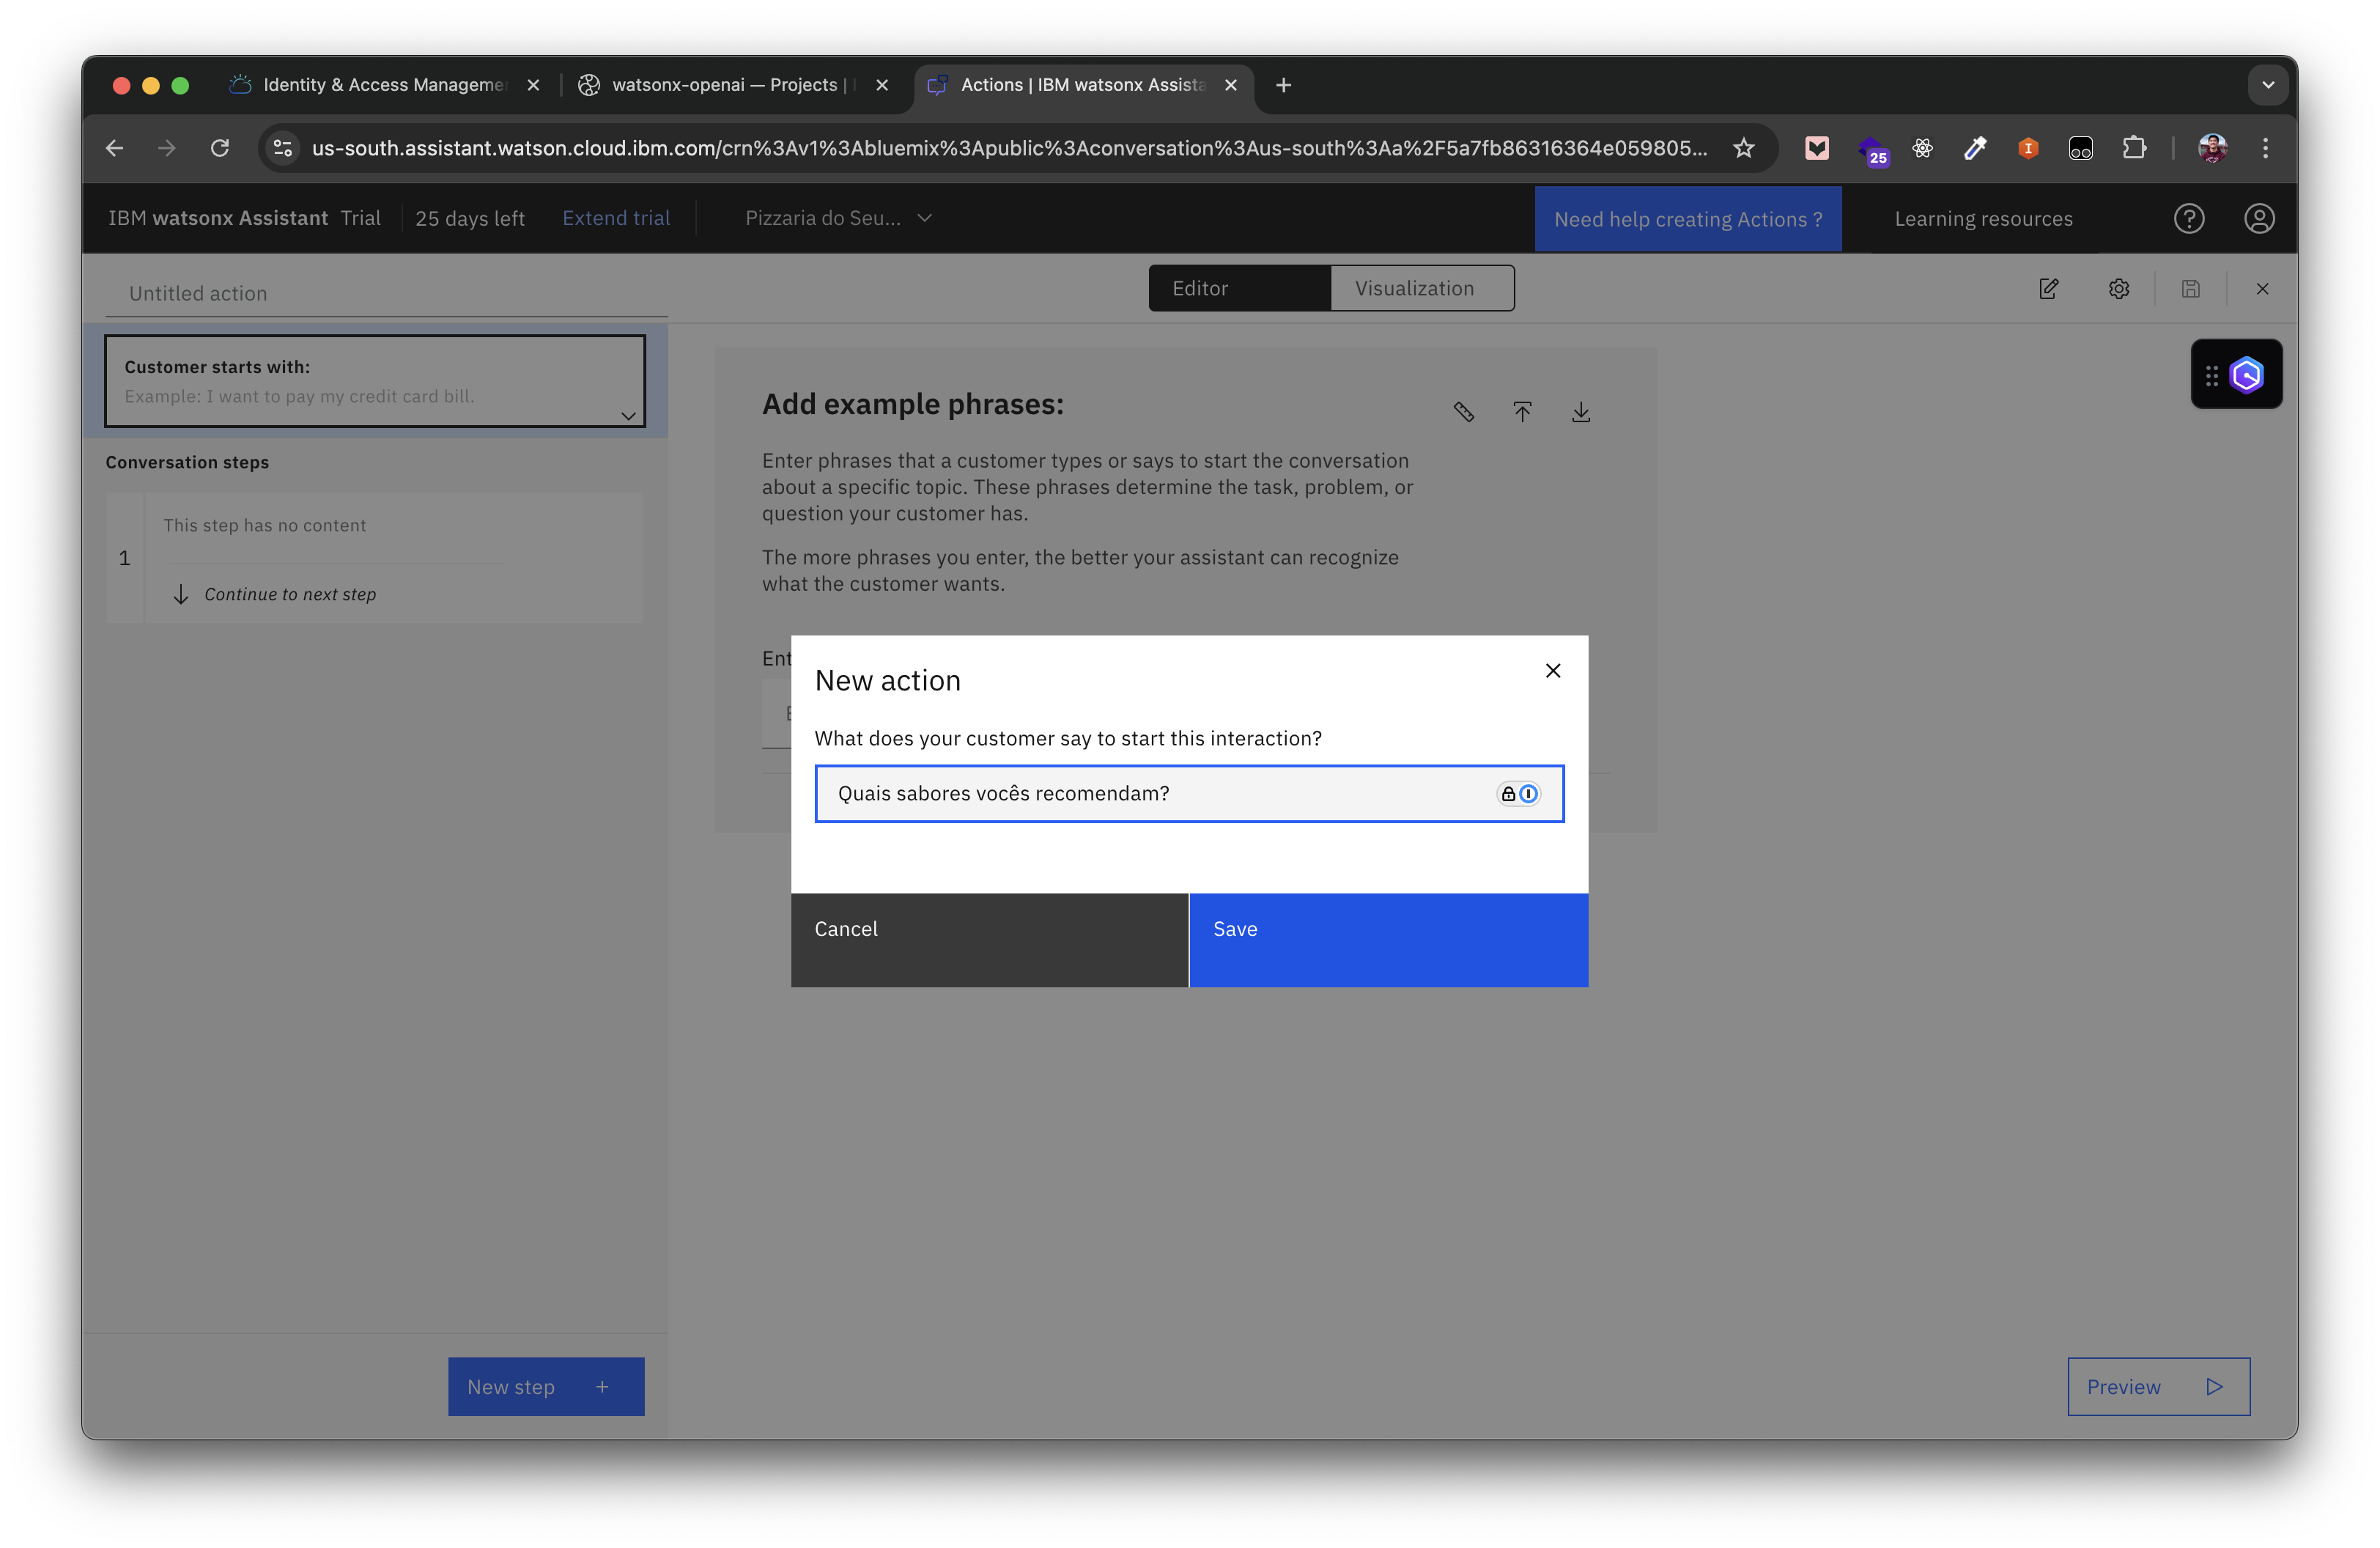 Identity & Access Managemen
watsonx-openai — Projects |
Actions | IBM watsonx Assista
us-south.assistant.watson.cloud.ibm.com/crn%3Av1%3Abluemix%3Apublic%3Aconversation%3Aus-south%3Aa%2F5a7fb86316364e059805...
25
IBM watsonx Assistant Trial
25 days left
Extend trial
Pizzaria do Seu...
Need help creating Actions ?
Learning resources
Untitled action
Editor
Visualization
Customer starts with:
Example: I want to pay my credit card bill.
Conversation steps
1
This step has no content
Continue to next step
Add example phrases:
Enter phrases that a customer types or says to start the conversation
about a specific topic. These phrases determine the task, problem, or
question your customer has.
The more phrases you enter, the better your assistant can recognize
what the customer wants.
Ent
New action
What does your customer say to start this interaction?
Quais sabores vocês recomendam?
Cancel
Save
New step
Preview